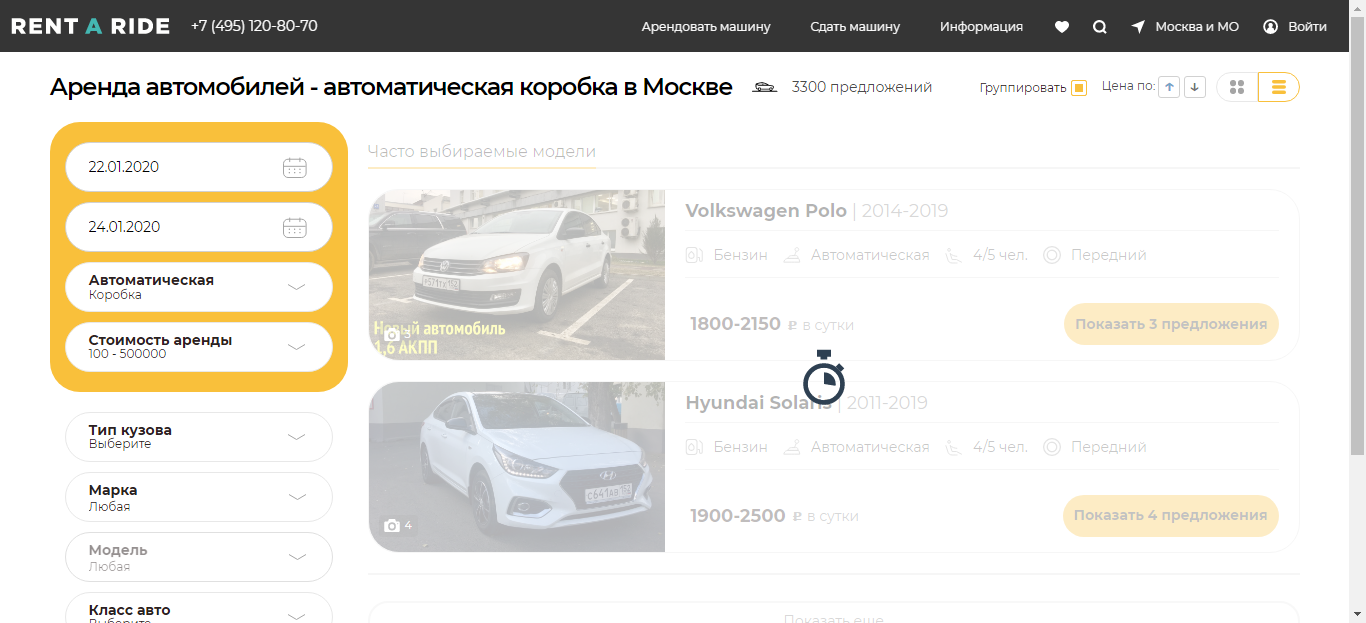 RENT A RIDE +7 (495) 120-80-70 Арендовать машину Сдать машину Информация Москва и МО Войти
Аренда автомобилей - автоматическая коробка в Москве 3300 предложений Группировать Цена по:
22.01.2020
24.01.2020
Автоматическая
Коробка
Стоимость аренды
100 - 500000
Тип кузова
Выберите
Марка
Любая
Модель
Любая
Класс авто
Выберите
Часто выбираемые модели
Volkswagen Polo | 2014-2019
Бензин Автоматическая 4/5 чел. Передний
1800-2150 ₽ в сутки
Показать 3 предложения
Новый автомобиль
1,6 АКПП
Hyundai Solaris | 2011-2019
Бензин Автоматическая 4/5 чел. Передний
1900-2500 ₽ в сутки
Показать 4 предложения
4
Показать еще